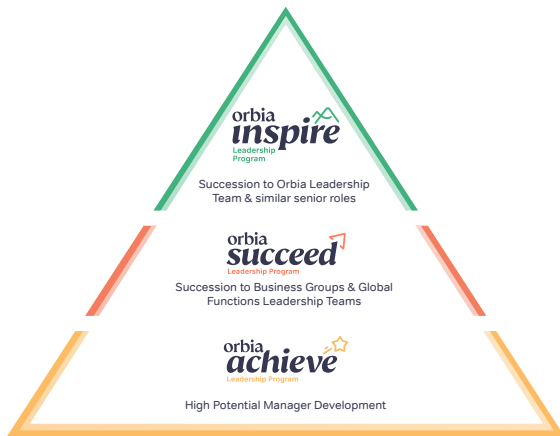 orbia
inspire
Leadership
Program
Succession to Orbia Leadership
Team & similar senior roles
orbia
succeed
Leadership Program
Succession to Business Groups & Global
Functions Leadership Teams
orbia
achieve
Leadership Program
High Potential Manager Development